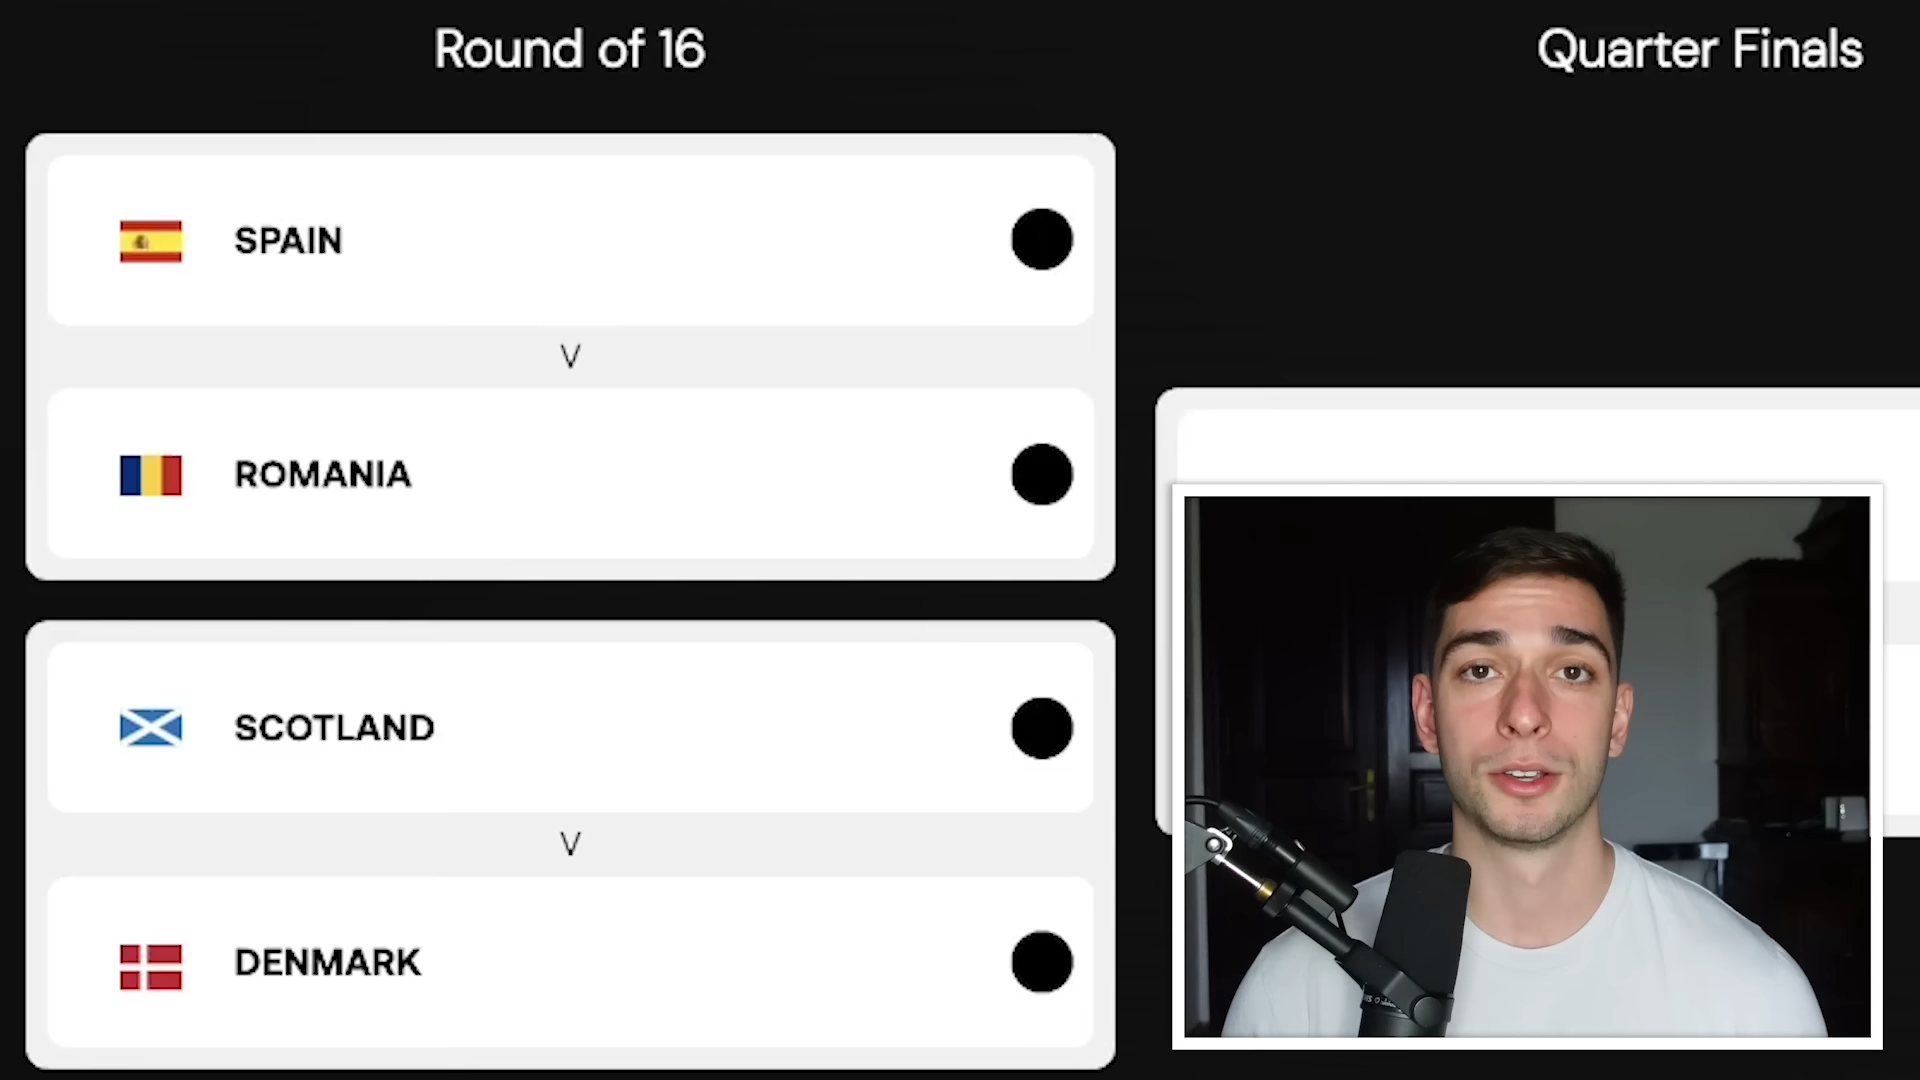 Round of 16
Quarter Finals
SPAIN
V
ROMANIA
SCOTLAND
V
DENMARK